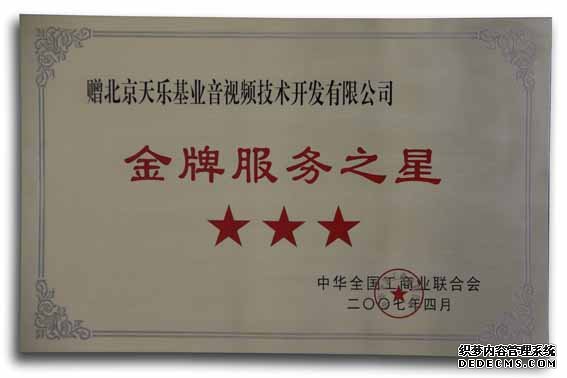 赠北京天乐基业音视频技术开发有限公司
金牌服务之星
中华全国工商业联合会
二〇〇七年四月
织梦内容管理系统
DEDECMS.COM